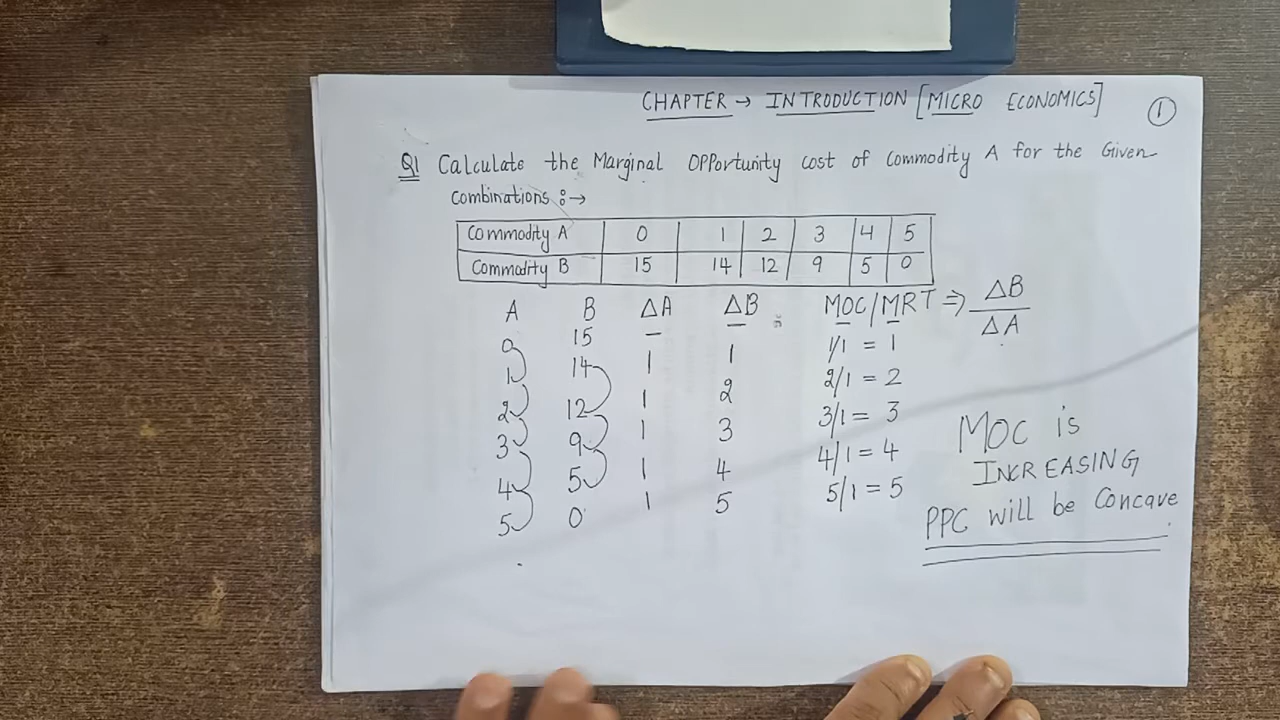 CHAPTER → INTRODUCTION [MICRO ECONOMICS] 1
Q1 Calculate the Marginal OPPortunity cost of Commodity A for the Given
Combinations :→
Commodity A 0 1 2 3 4 5
Commodity B 15 14 12 9 5 0
A B ΔA ΔB MOC/MRT ⇒ ΔB/ΔA
0 15 – –
1 14 1 1 1/1 = 1
2 12 1 2 2/1 = 2
3 9 1 3 3/1 = 3
4 5 1 4 4/1 = 4
5 0 1 5 5/1 = 5
MOC is
INCREASING
PPC will be Concave